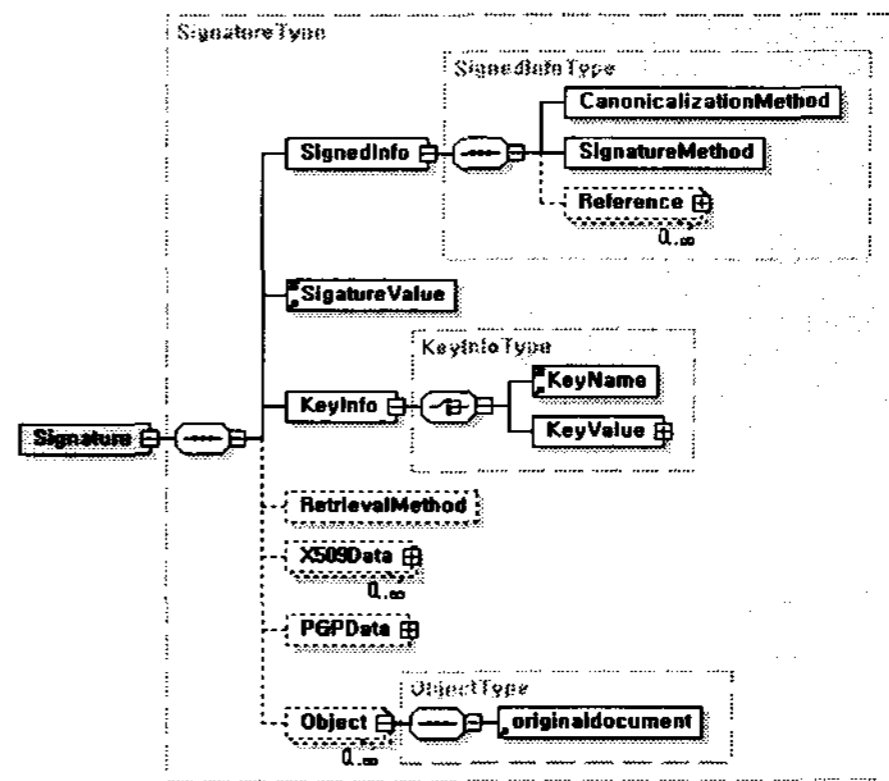 SignatureType
SignedInfoType
CanonicalizationMethod
SignedInfo
SignatureMethod
Reference
0..∞
SigatureValue
KeyInfoType
KeyName
KeyInfo
KeyValue
Signature
RetrievalMethod
X509Data
0..∞
PGPData
ObjectType
Object
originaldocument
0..∞